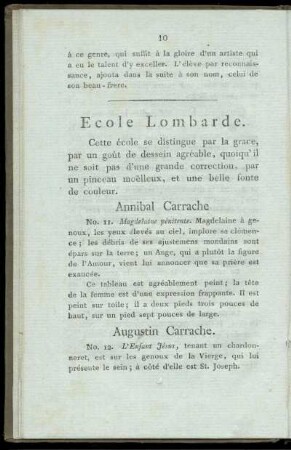 10
à ce genre, qui suffit à la gloire d'un artiste qui
a eu le talent d'y exceller. L'élève par reconnais-
sance, ajouta dans la suite à son nom, celui de
son beau-frere.
Ecole Lombarde.
Cette école se distingue par la grace,
par un goût de dessein agréable, quoiqu'il
ne soit pas d'une grande correction, par
un pinceau moëlleux, et une belle fonte
de couleur.
Annibal Carrache
No. 11. Magdelaine pénitente. Magdelaine à ge-
noux, les yeux élevés au ciel, implore sa clémen-
ce; les débris de ses ajustemens mondains sont
épars sur la terre; un Ange, qui a plutôt la figure
de l'Amour, vient lui annoncer que sa prière est
exaucée.
Ce tableau est agréablement peint; la tête
de la femme est d'une expression frappante. Il est
peint sur toile; il a deux pieds trois pouces de
haut, sur un pied sept pouces de large.
Augustin Carrache.
No. 12. L'Enfant Jésus, tenant un chardon-
neret, est sur les genoux de la Vierge, qui lui
présente le sein; à côté d'elle est St. Joseph.